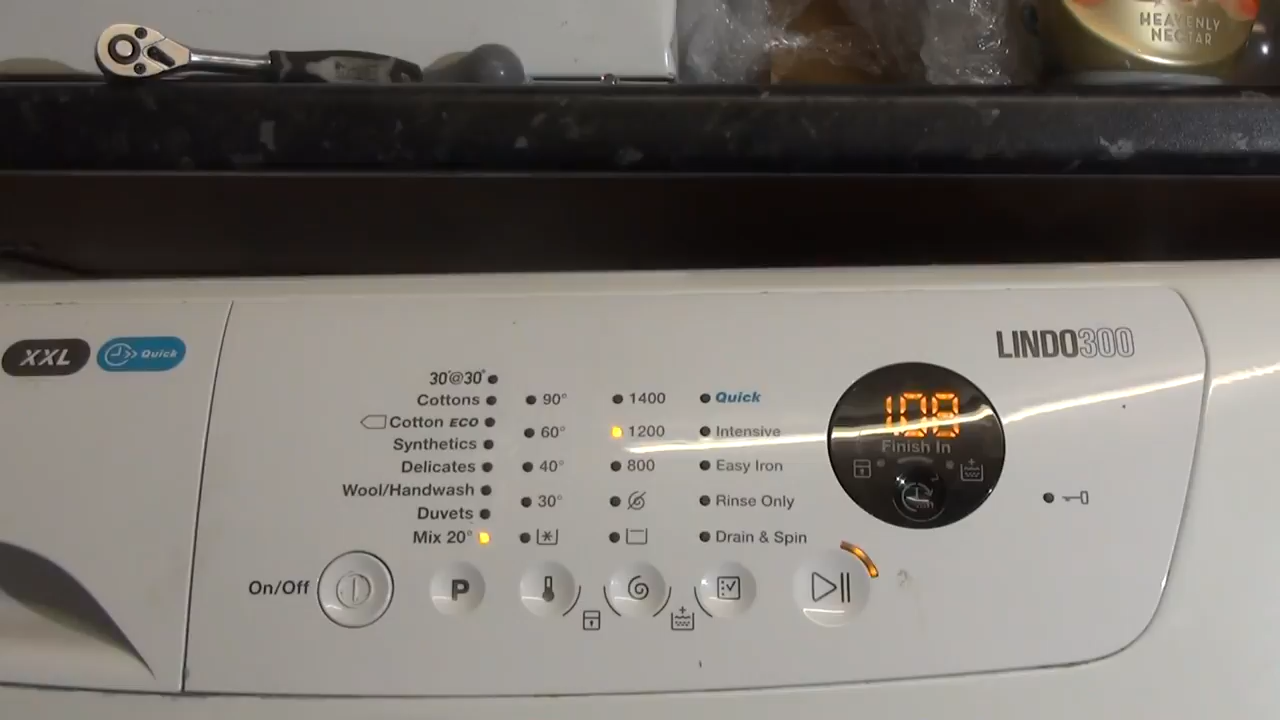 HEAVENLY
NECTAR
XXL
Quick
LINDO300
30°@30°
Cottons
90°
1400
Quick
Cotton ECO
60°
1200
Intensive
Synthetics
Delicates
40°
800
Easy Iron
Wool/Handwash
30°
Rinse Only
Duvets
Mix 20°
Drain & Spin
1.08
Finish In
On/Off
P